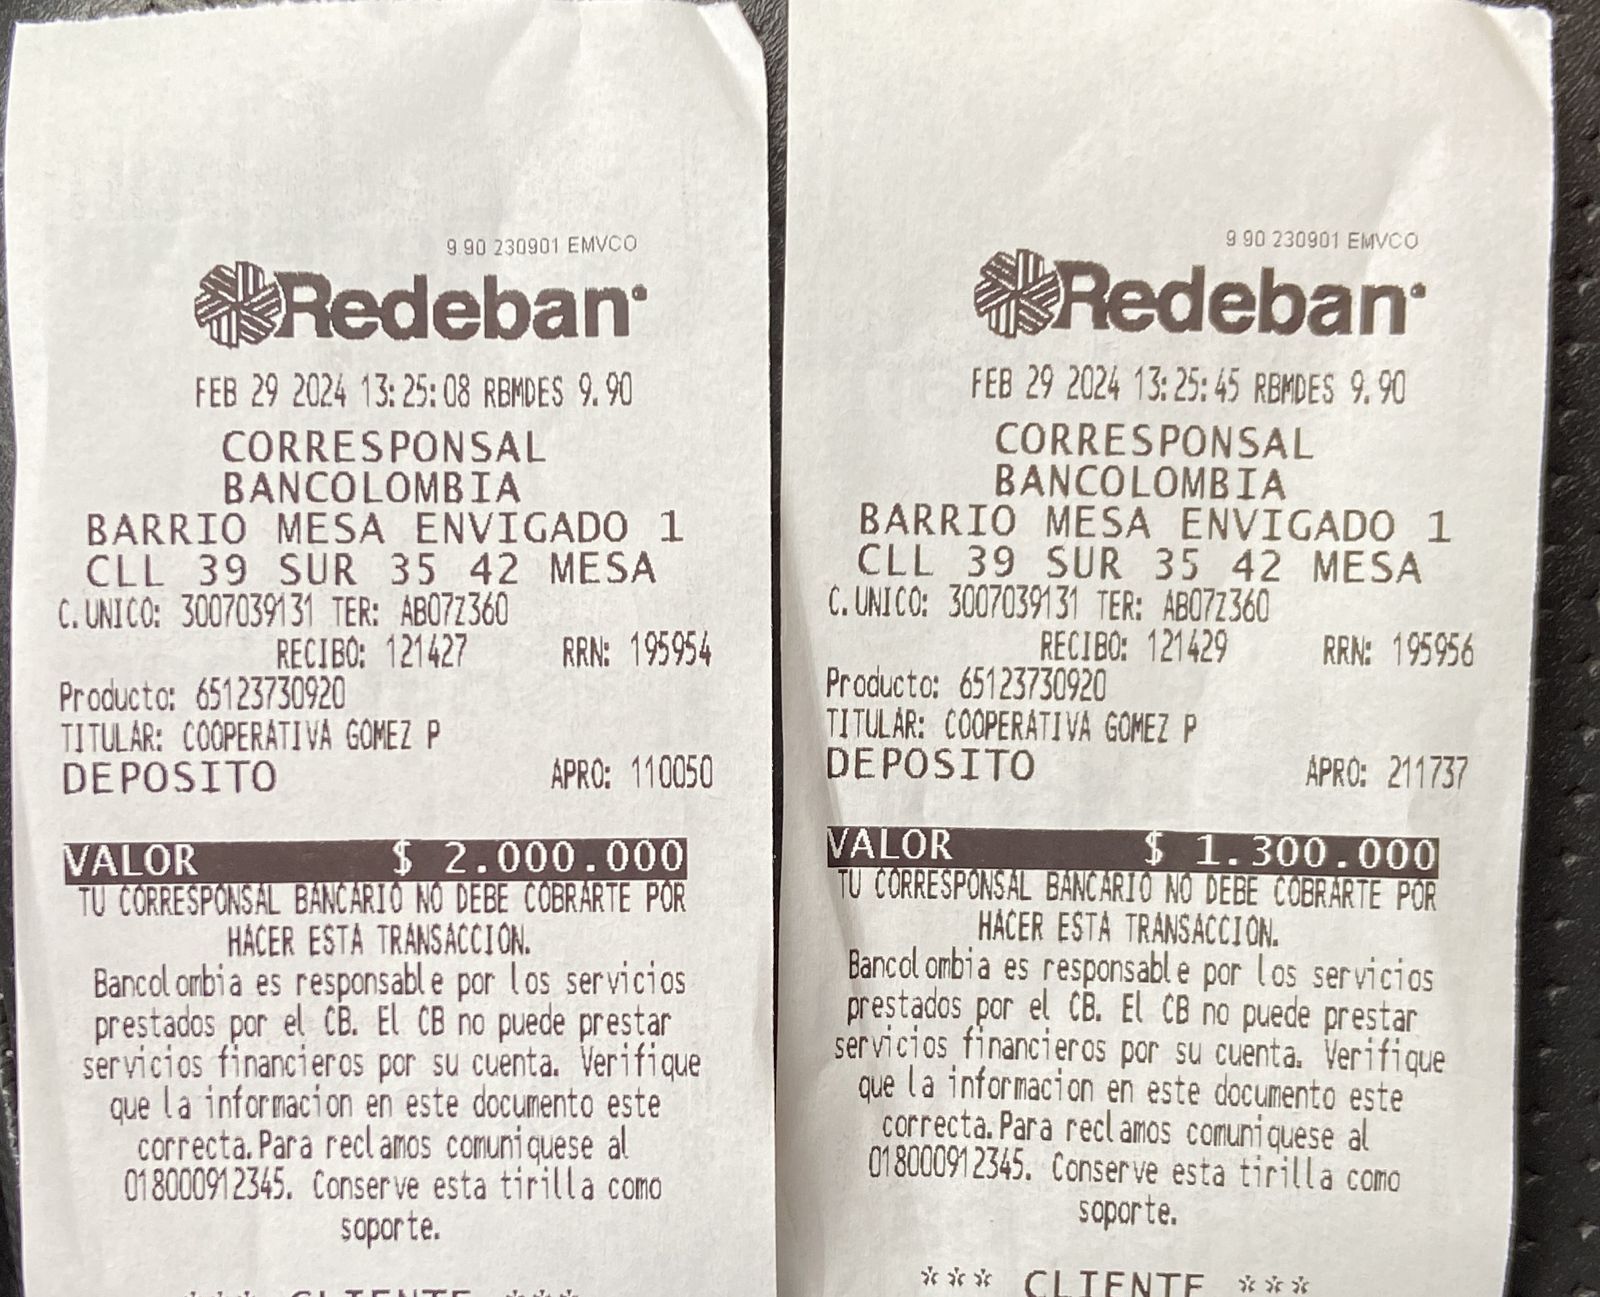 9.90 230901 EMVCO
Redeban
FEB 29 2024 13:25:08 RBMDES 9.90
CORRESPONSAL
BANCOLOMBIA
BARRIO MESA ENVIGADO 1
CLL 39 SUR 35 42 MESA
C.UNICO: 3007039131 TER: AB07Z360
RECIBO: 121427 RRN: 195954
Producto: 65123730920
TITULAR: COOPERATIVA GOMEZ P
DEPOSITO APRO: 110050
VALOR $ 2.000.000
TU CORRESPONSAL BANCARIO NO DEBE COBRARTE POR
HACER ESTA TRANSACCION.
Bancolombia es responsable por los servicios
prestados por el CB. El CB no puede prestar
servicios financieros por su cuenta. Verifique
que la informacion en este documento este
correcta.Para reclamos comuniquese al
018000912345. Conserve esta tirilla como
soporte.
*** CLIENTE ***
9 90 230901 EMVCO
Redeban
FEB 29 2024 13:25:45 RBMDES 9.90
CORRESPONSAL
BANCOLOMBIA
BARRIO MESA ENVIGADO 1
CLL 39 SUR 35 42 MESA
C.UNICO: 3007039131 TER: AB07Z360
RECIBO: 121429 RRN: 195956
Producto: 65123730920
TITULAR: COOPERATIVA GOMEZ P
DEPOSITO APRO: 211737
VALOR $ 1.300.000
TU CORRESPONSAL BANCARIO NO DEBE COBRARTE POR
HACER ESTA TRANSACCION.
Bancolombia es responsable por los servicios
prestados por el CB. El CB no puede prestar
servicios financieros por su cuenta. Verifique
que la informacion en este documento este
correcta.Para reclamos comuniquese al
018000912345. Conserve esta tirilla como
soporte.
*** CLIENTE ***